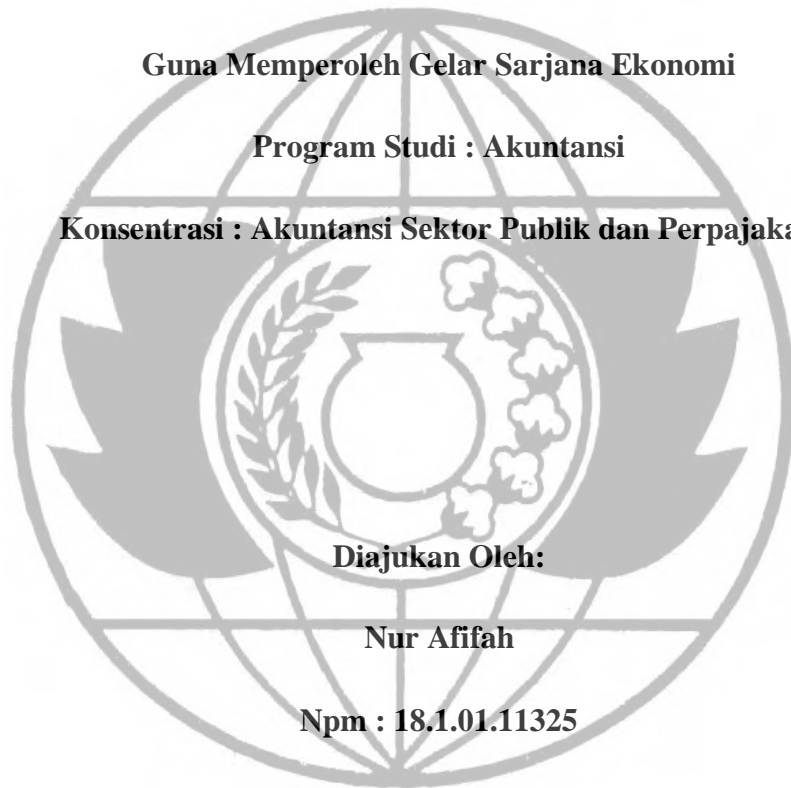 Guna Memperoleh Gelar Sarjana Ekonomi
Program Studi : Akuntansi
Konsentrasi : Akuntansi Sektor Publik dan Perpajaka
Diajukan Oleh:
Nur Afifah
Npm : 18.1.01.11325